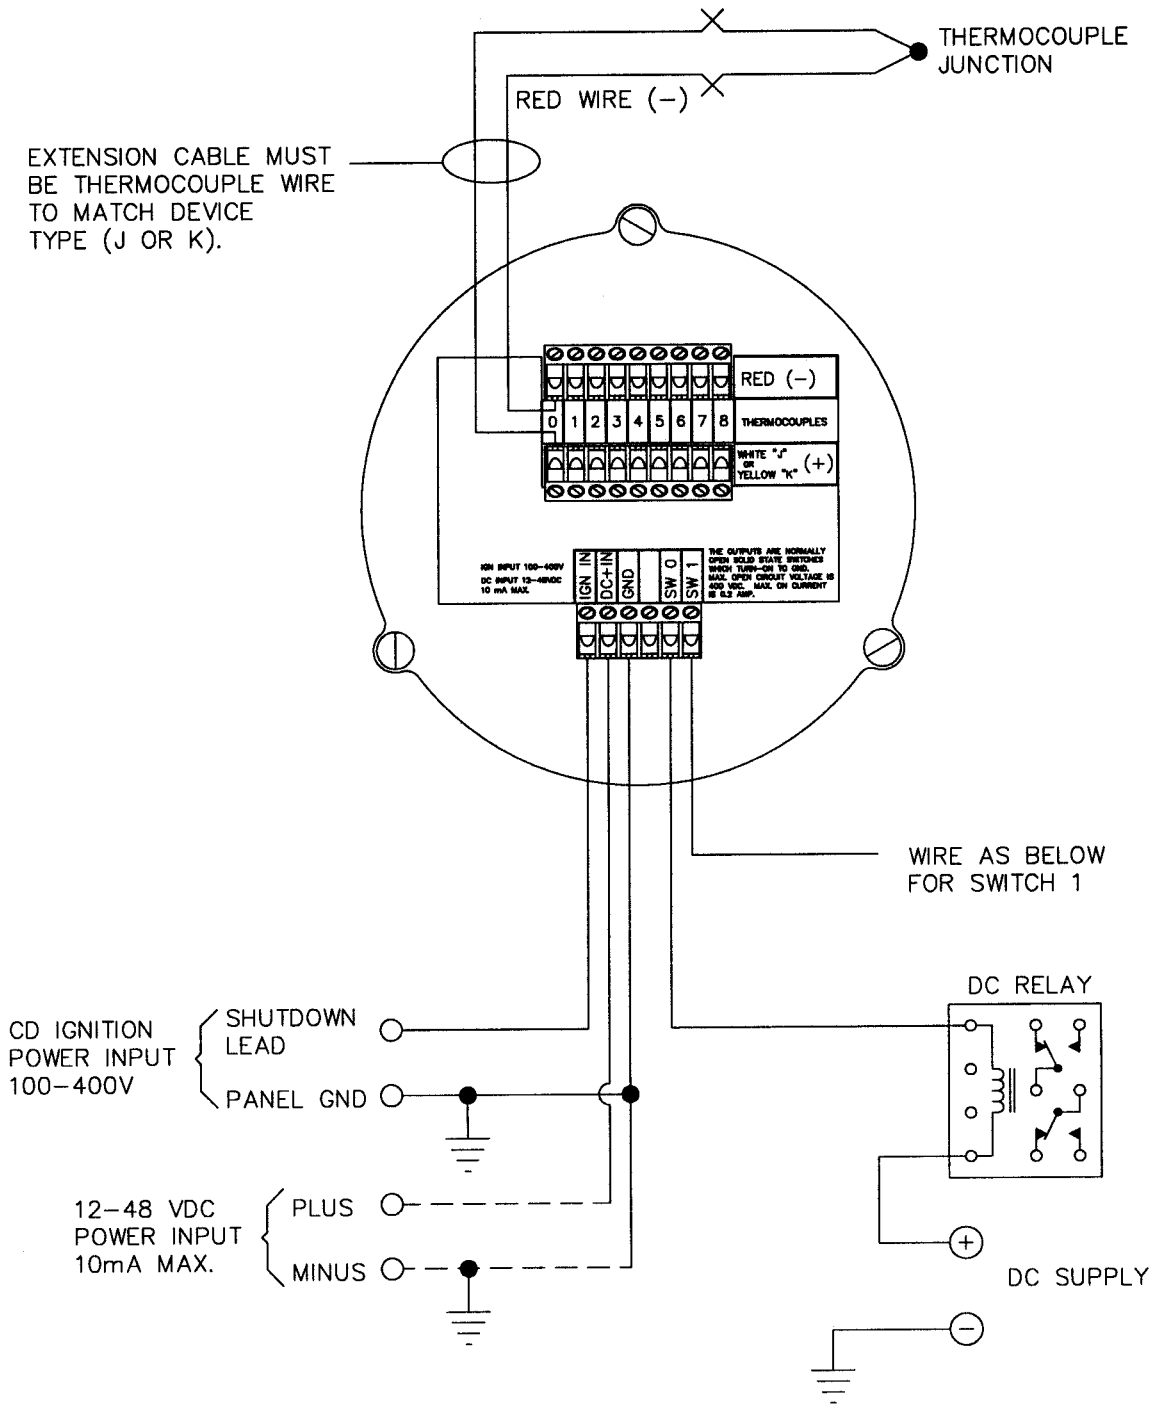 THERMOCOUPLE
JUNCTION
RED WIRE (-)
EXTENSION CABLE MUST
BE THERMOCOUPLE WIRE
TO MATCH DEVICE
TYPE (J OR K).
RED (-)
0 1 2 3 4 5 6 7 8 THERMOCOUPLES
WHITE "J"
OR
YELLOW "K"
(+)
IGN INPUT 100-400V
DC INPUT 12-48VDC
10 mA MAX.
IGN IN
DC+IN
GND
SW 0
SW 1
THE OUTPUTS ARE NORMALLY
OPEN SOLID STATE SWITCHES
WHICH TURN-ON TO GND.
MAX. OPEN CIRCUIT VOLTAGE IS
400 VDC. MAX. ON CURRENT
IS 0.2 AMP.
WIRE AS BELOW
FOR SWITCH 1
DC RELAY
CD IGNITION
POWER INPUT
100-400V
SHUTDOWN
LEAD
PANEL GND
12-48 VDC
POWER INPUT
10mA MAX.
PLUS
MINUS
+
DC SUPPLY
-